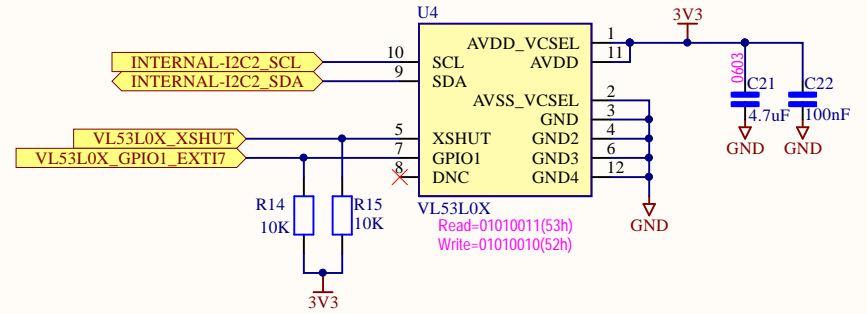 U4
3V3
INTERNAL-I2C2_SCL
10
SCL
AVDD_VCSEL
1
INTERNAL-I2C2_SDA
9
SDA
AVDD
11
0603
C21
4.7uF
C22
100nF
AVSS_VCSEL
2
GND
3
VL53L0X_XSHUT
5
XSHUT
GND2
4
VL53L0X_GPIO1_EXTI7
7
GPIO1
GND3
6
8
DNC
GND4
12
GND
GND
R14
10K
R15
10K
VL53L0X
GND
Read=01010011(53h)
Write=01010010(52h)
3V3